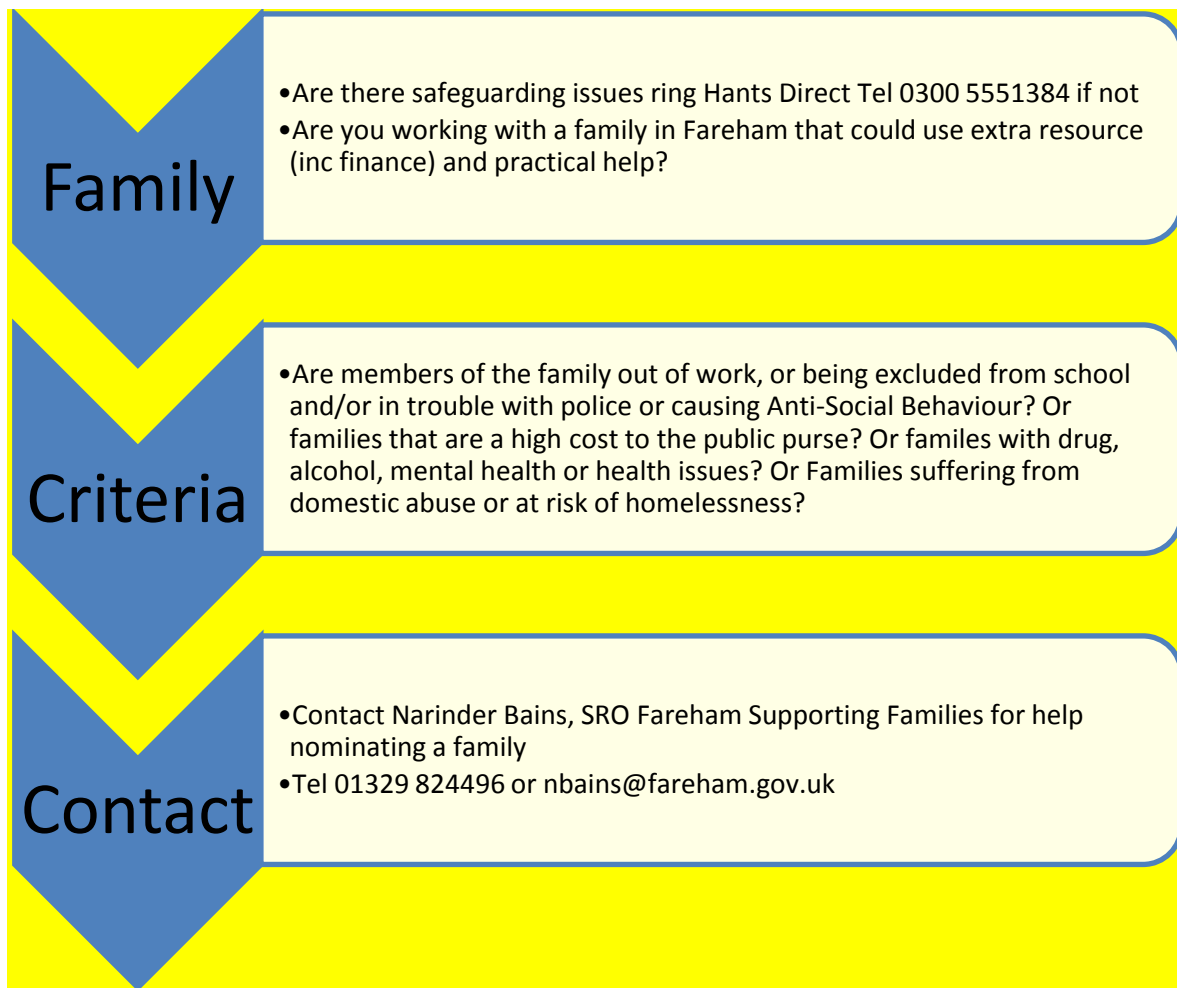 Family
•Are there safeguarding issues ring Hants Direct Tel 0300 5551384 if not
•Are you working with a family in Fareham that could use extra resource
(inc finance) and practical help?
Criteria
•Are members of the family out of work, or being excluded from school
and/or in trouble with police or causing Anti-Social Behaviour? Or
families that are a high cost to the public purse? Or familes with drug,
alcohol, mental health or health issues? Or Families suffering from
domestic abuse or at risk of homelessness?
Contact
•Contact Narinder Bains, SRO Fareham Supporting Families for help
nominating a family
•Tel 01329 824496 or nbains@fareham.gov.uk